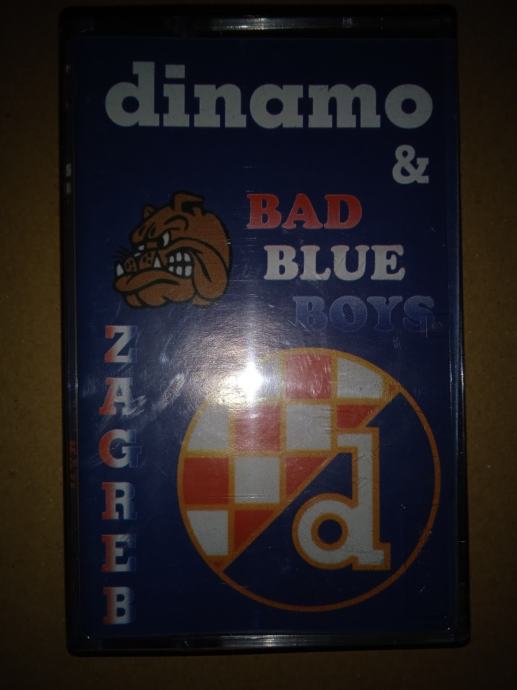 dinamo
&
BAD
BLUE
BOYS
ZAGREB
d